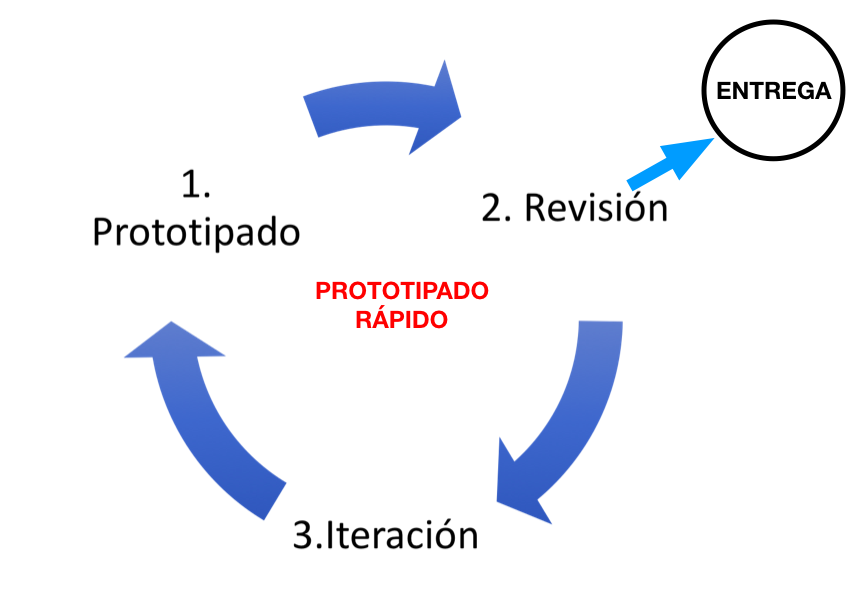 ENTREGA
1.
Prototipado
2. Revisión
PROTOTIPADO
RÁPIDO
3.Iteración